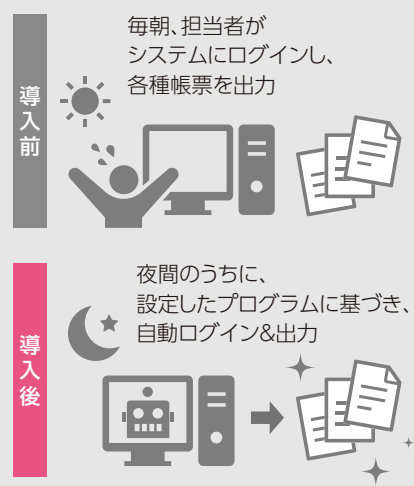 導入前
毎朝、担当者が
システムにログインし、
各種帳票を出力
導入後
夜間のうちに、
設定したプログラムに基づき、
自動ログイン&出力